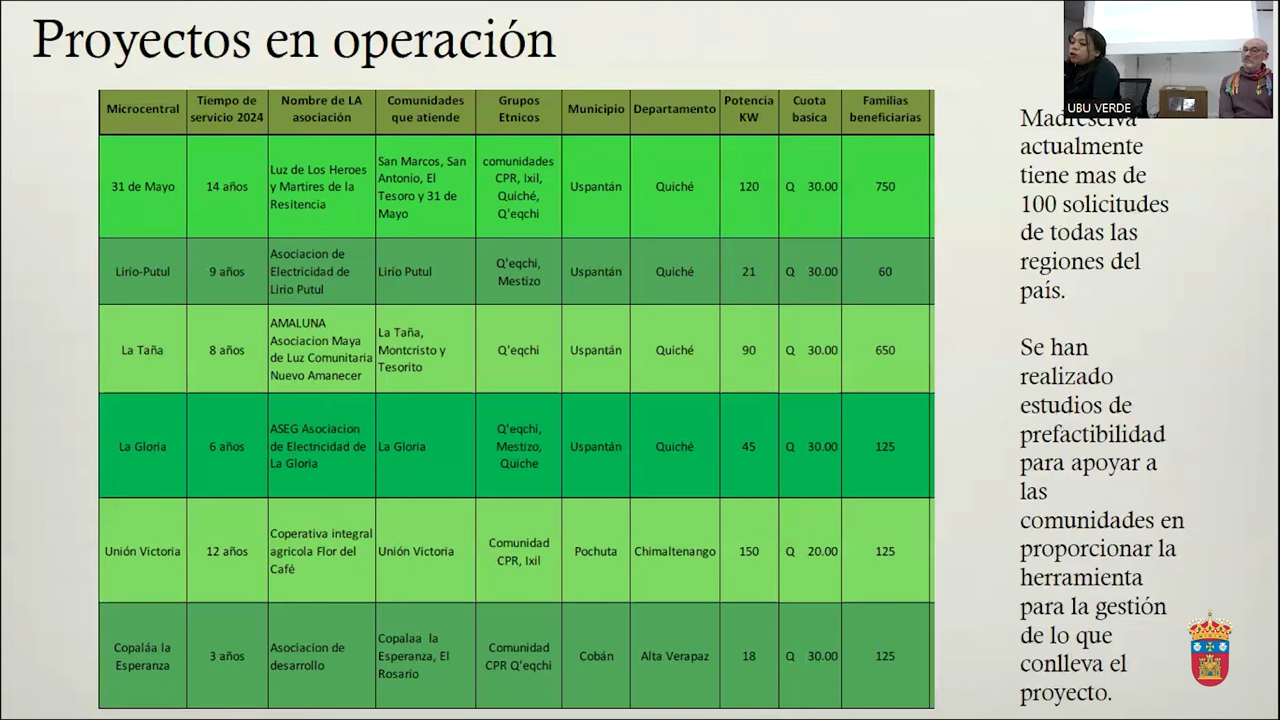 Proyectos en operación
UBU VERDE
Microcentral
Tiempo de
servicio 2024
Nombre de LA
asociación
Comunidades
que atiende
Grupos
Etnicos
Municipio
Departamento
Potencia
KW
Cuota
basica
Familias
beneficiarias
31 de Mayo
14 años
Luz de Los Heroes
y Martires de la
Resitencia
San Marcos, San
Antonio, El
Tesoro y 31 de
Mayo
comunidades
CPR, Ixil,
Quiché,
Q'eqchi
Uspantán
Quiché
120
Q 30.00
750
Lirio-Putul
9 años
Asociacion de
Electricidad de
Lirio Putul
Lirio Putul
Q'eqchi,
Mestizo
Uspantán
Quiché
21
Q 30.00
60
La Taña
8 años
AMALUNA
Asociacion Maya
de Luz Comunitaria
Nuevo Amanecer
La Taña,
Montcristo y
Tesorito
Q'eqchi
Uspantán
Quiché
90
Q 30.00
650
La Gloria
6 años
ASEG Asociacion
de Electricidad de
La Gloria
La Gloria
Q'eqchi,
Mestizo,
Quiche
Uspantán
Quiché
45
Q 30.00
125
Unión Victoria
12 años
Coperativa integral
agricola Flor del
Café
Unión Victoria
Comunidad
CPR, Ixil
Pochuta
Chimaltenango
150
Q 20.00
125
Copaláa la
Esperanza
3 años
Asociacion de
desarrollo
Copalaa la
Esperanza, El
Rosario
Comunidad
CPR Q'eqchi
Cobán
Alta Verapaz
18
Q 30.00
125
Madreselva
actualmente
tiene mas de
100 solicitudes
de todas las
regiones del
país.
Se han
realizado
estudios de
prefactibilidad
para apoyar a
las
comunidades en
proporcionar la
herramienta
para la gestión
de lo que
conlleva el
proyecto.